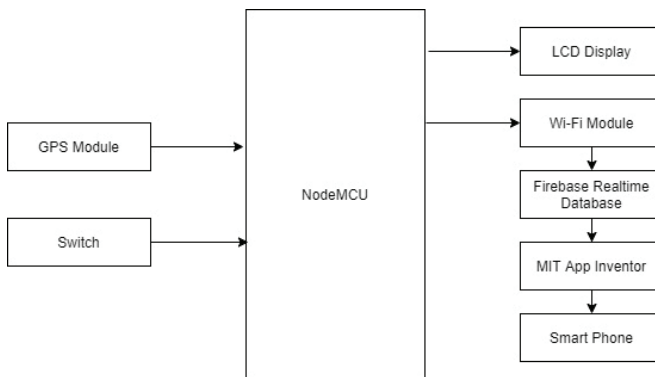 LCD Display
Wi-Fi Module
GPS Module
Firebase Realtime
Database
NodeMCU
Switch
MIT App Inventor
Smart Phone